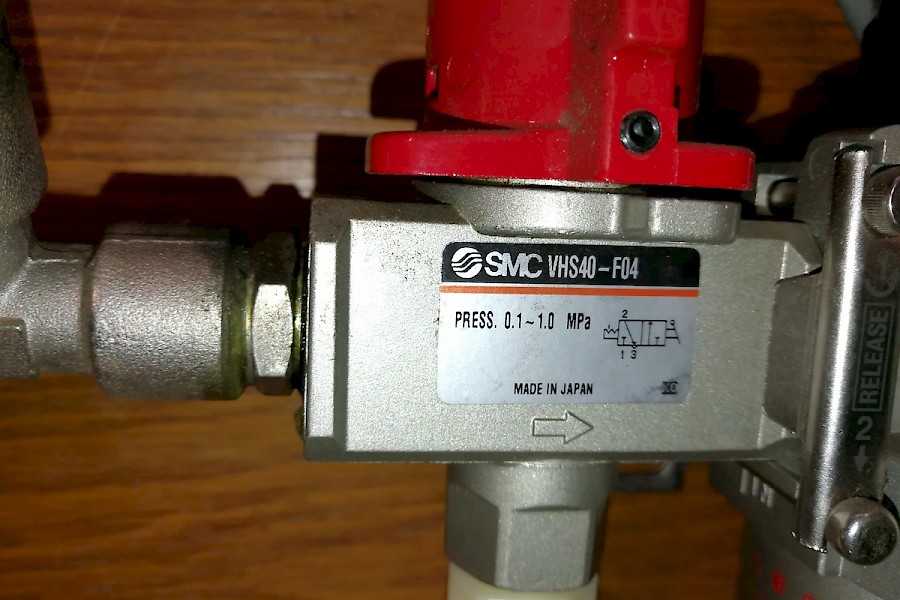 SMC VHS40-F04
PRESS. 0.1~1.0 MPa
2
1 3
MADE IN JAPAN
2 RELEASE